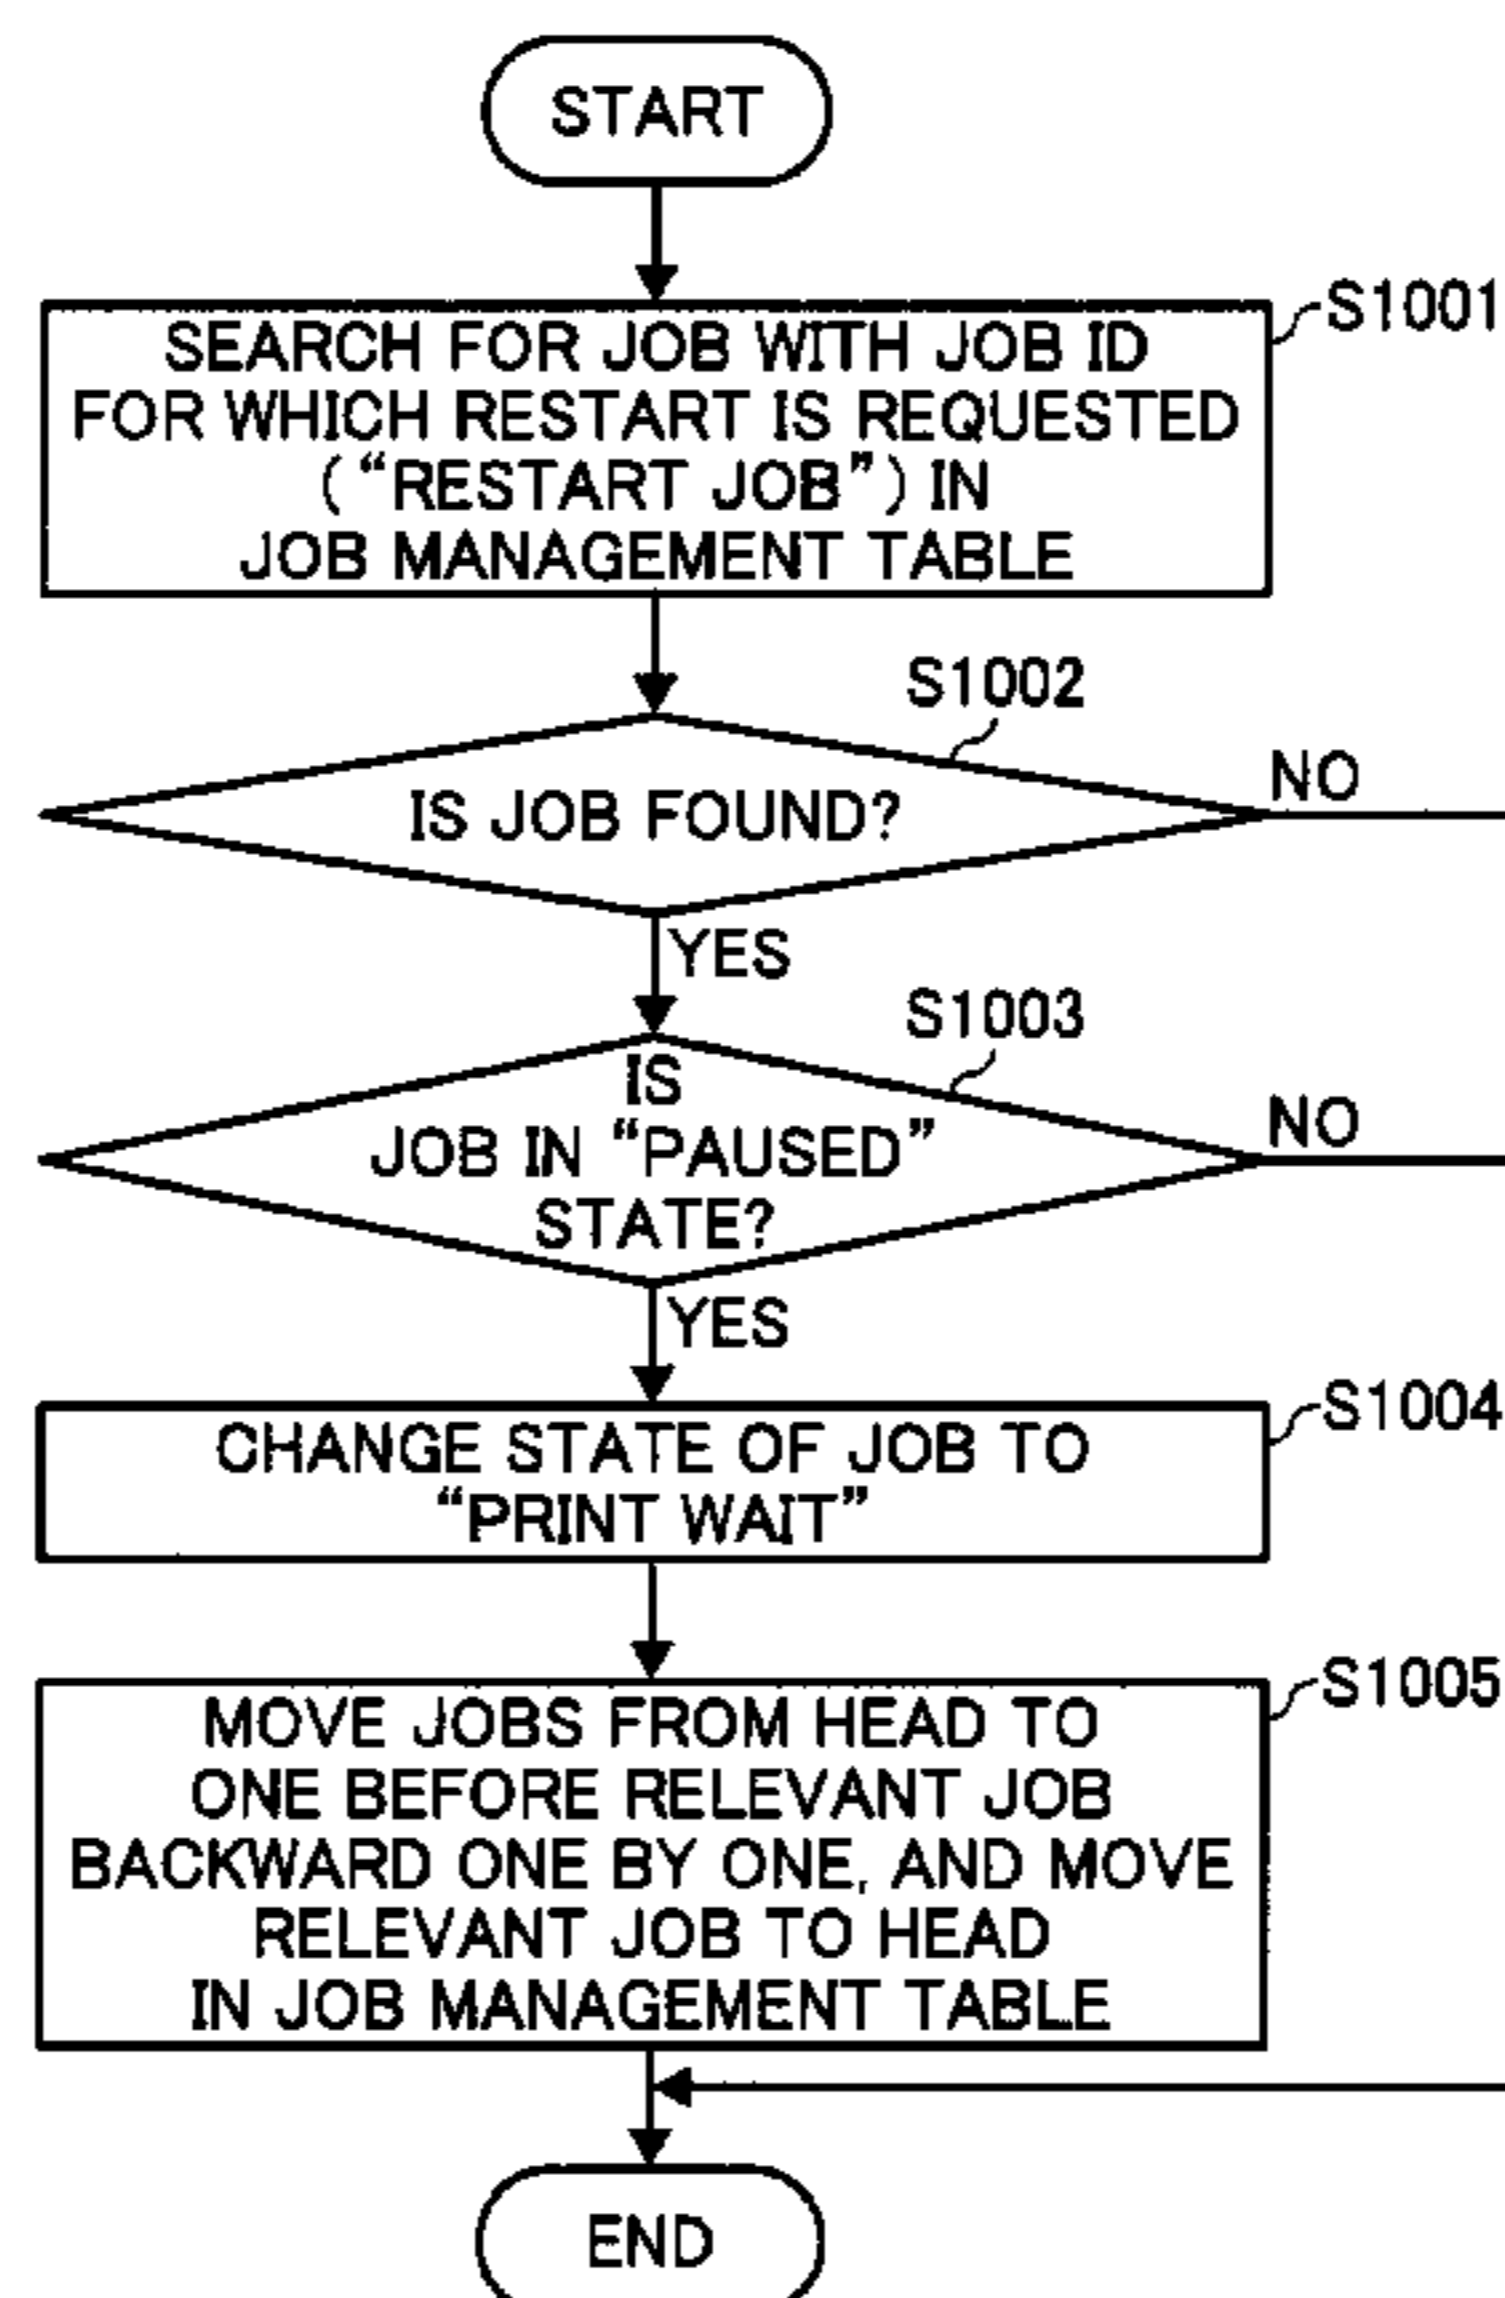 START
S1001
SEARCH FOR JOB WITH JOB ID
FOR WHICH RESTART IS REQUESTED
(“RESTART JOB”) IN
JOB MANAGEMENT TABLE
S1002
IS JOB FOUND?
NO
YES
S1003
IS
JOB IN “PAUSED”
STATE?
NO
YES
S1004
CHANGE STATE OF JOB TO
“PRINT WAIT”
S1005
MOVE JOBS FROM HEAD TO
ONE BEFORE RELEVANT JOB
BACKWARD ONE BY ONE, AND MOVE
RELEVANT JOB TO HEAD
IN JOB MANAGEMENT TABLE
END